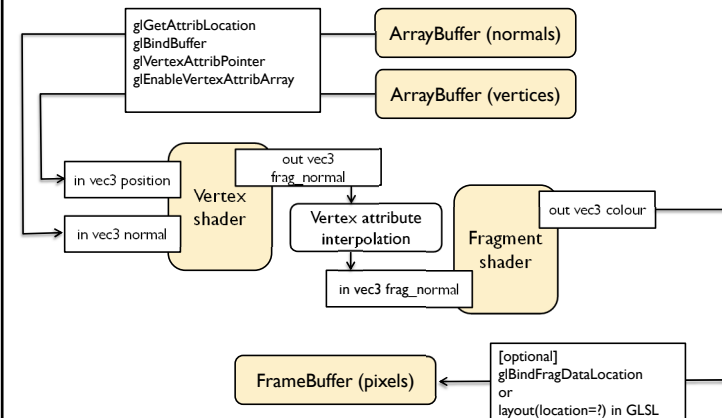 glGetAttribLocation
glBindBuffer
glVertexAttribPointer
glEnableVertexAttribArray
ArrayBuffer (normals)
ArrayBuffer (vertices)
in vec3 position
in vec3 normal
Vertex
shader
out vec3
frag_normal
Vertex attribute
interpolation
in vec3 frag_normal
Fragment
shader
out vec3 colour
FrameBuffer (pixels)
[optional]
glBindFragDataLocation
or
layout(location=?) in GLSL